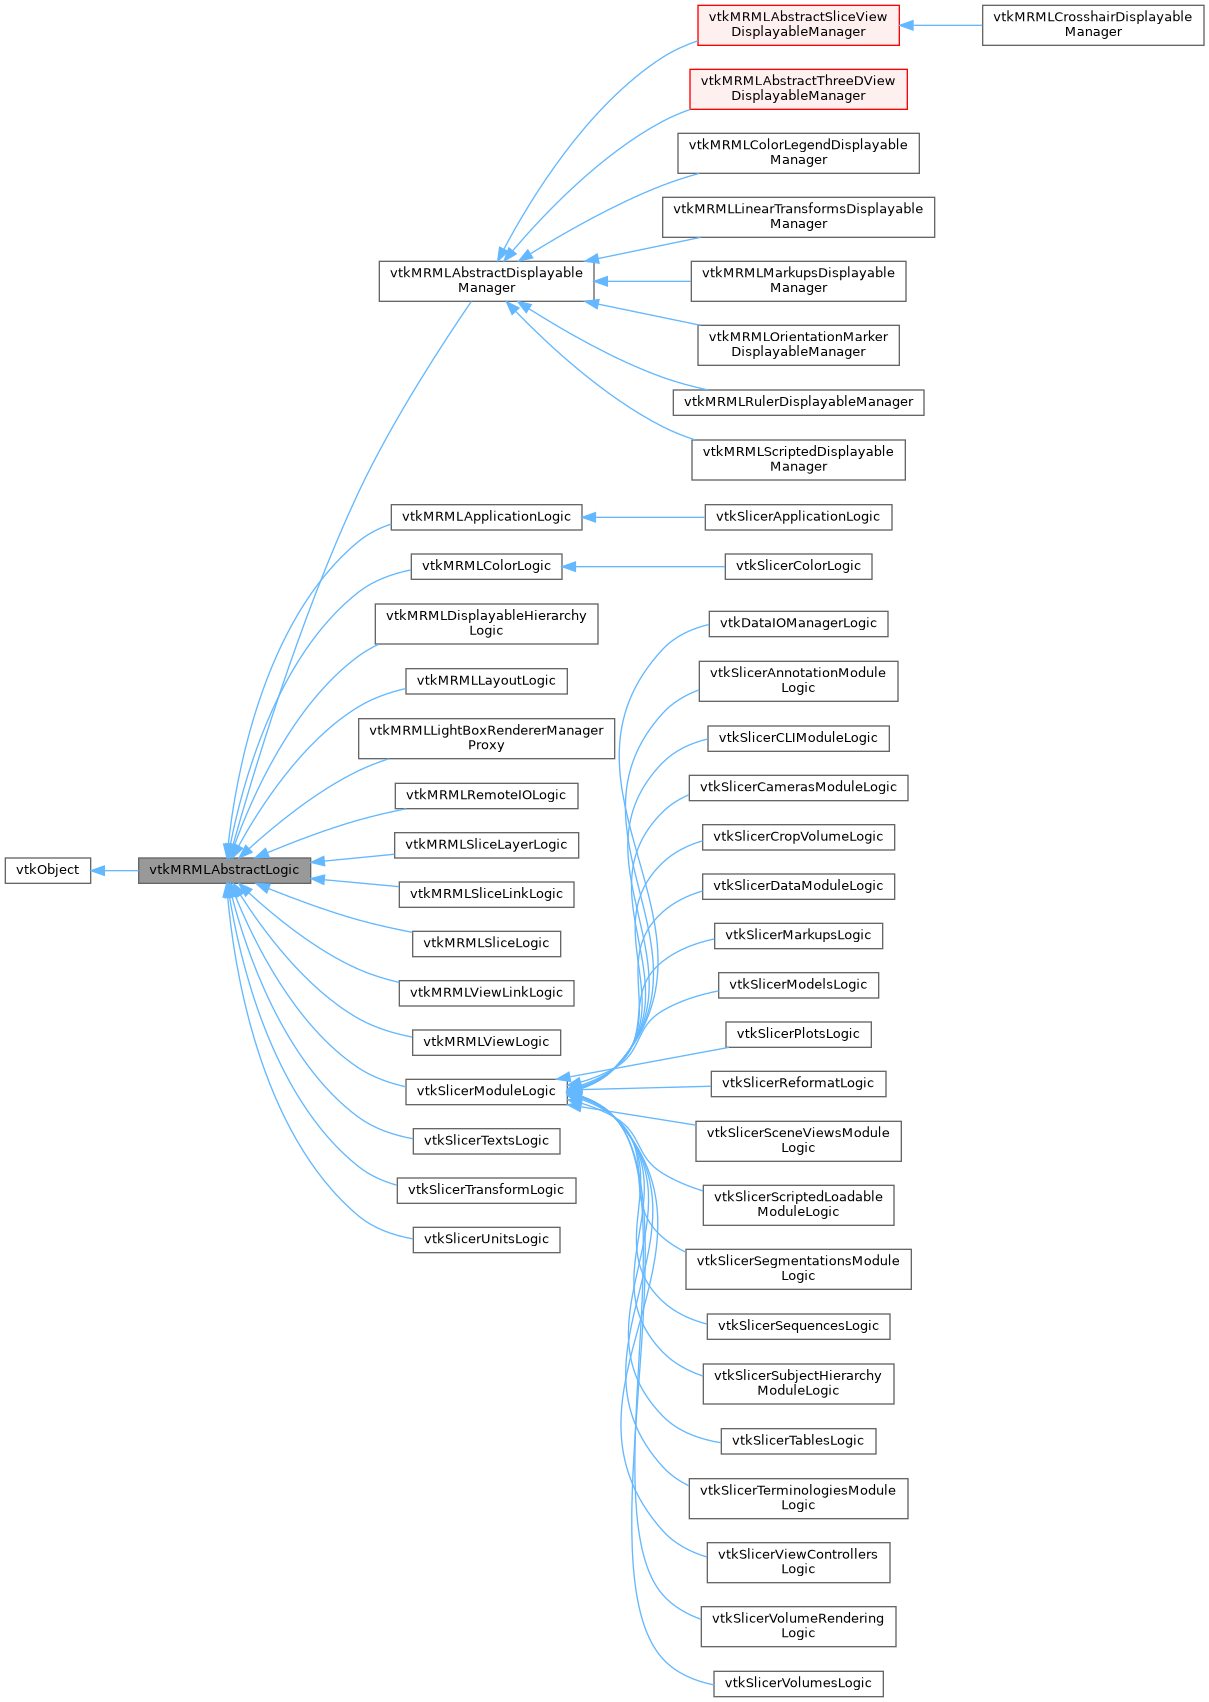 vtkMRMLAbstractSliceView
DisplayableManager
vtkMRMLCrosshairDisplayable
Manager
vtkMRMLAbstractThreeDView
DisplayableManager
vtkMRMLColorLegendDisplayable
Manager
vtkMRMLLinearTransformsDisplayable
Manager
vtkMRMLAbstractDisplayable
Manager
vtkMRMLMarkupsDisplayable
Manager
vtkMRMLOrientationMarker
DisplayableManager
vtkMRMLRulerDisplayableManager
vtkMRMLScriptedDisplayable
Manager
vtkMRMLApplicationLogic
vtkSlicerApplicationLogic
vtkMRMLColorLogic
vtkSlicerColorLogic
vtkMRMLDisplayableHierarchy
Logic
vtkMRMLLayoutLogic
vtkMRMLLightBoxRendererManager
Proxy
vtkMRMLRemoteIOLogic
vtkMRMLSliceLayerLogic
vtkObject
vtkMRMLAbstractLogic
vtkMRMLSliceLinkLogic
vtkMRMLSliceLogic
vtkMRMLViewLinkLogic
vtkMRMLViewLogic
vtkSlicerModuleLogic
vtkSlicerTextsLogic
vtkSlicerTransformLogic
vtkSlicerUnitsLogic
vtkDataIOManagerLogic
vtkSlicerAnnotationModule
Logic
vtkSlicerCLIModuleLogic
vtkSlicerCamerasModuleLogic
vtkSlicerCropVolumeLogic
vtkSlicerDataModuleLogic
vtkSlicerMarkupsLogic
vtkSlicerModelsLogic
vtkSlicerPlotsLogic
vtkSlicerReformatLogic
vtkSlicerSceneViewsModule
Logic
vtkSlicerScriptedLoadable
ModuleLogic
vtkSlicerSegmentationsModule
Logic
vtkSlicerSequencesLogic
vtkSlicerSubjectHierarchy
ModuleLogic
vtkSlicerTablesLogic
vtkSlicerTerminologiesModule
Logic
vtkSlicerViewControllers
Logic
vtkSlicerVolumeRendering
Logic
vtkSlicerVolumesLogic